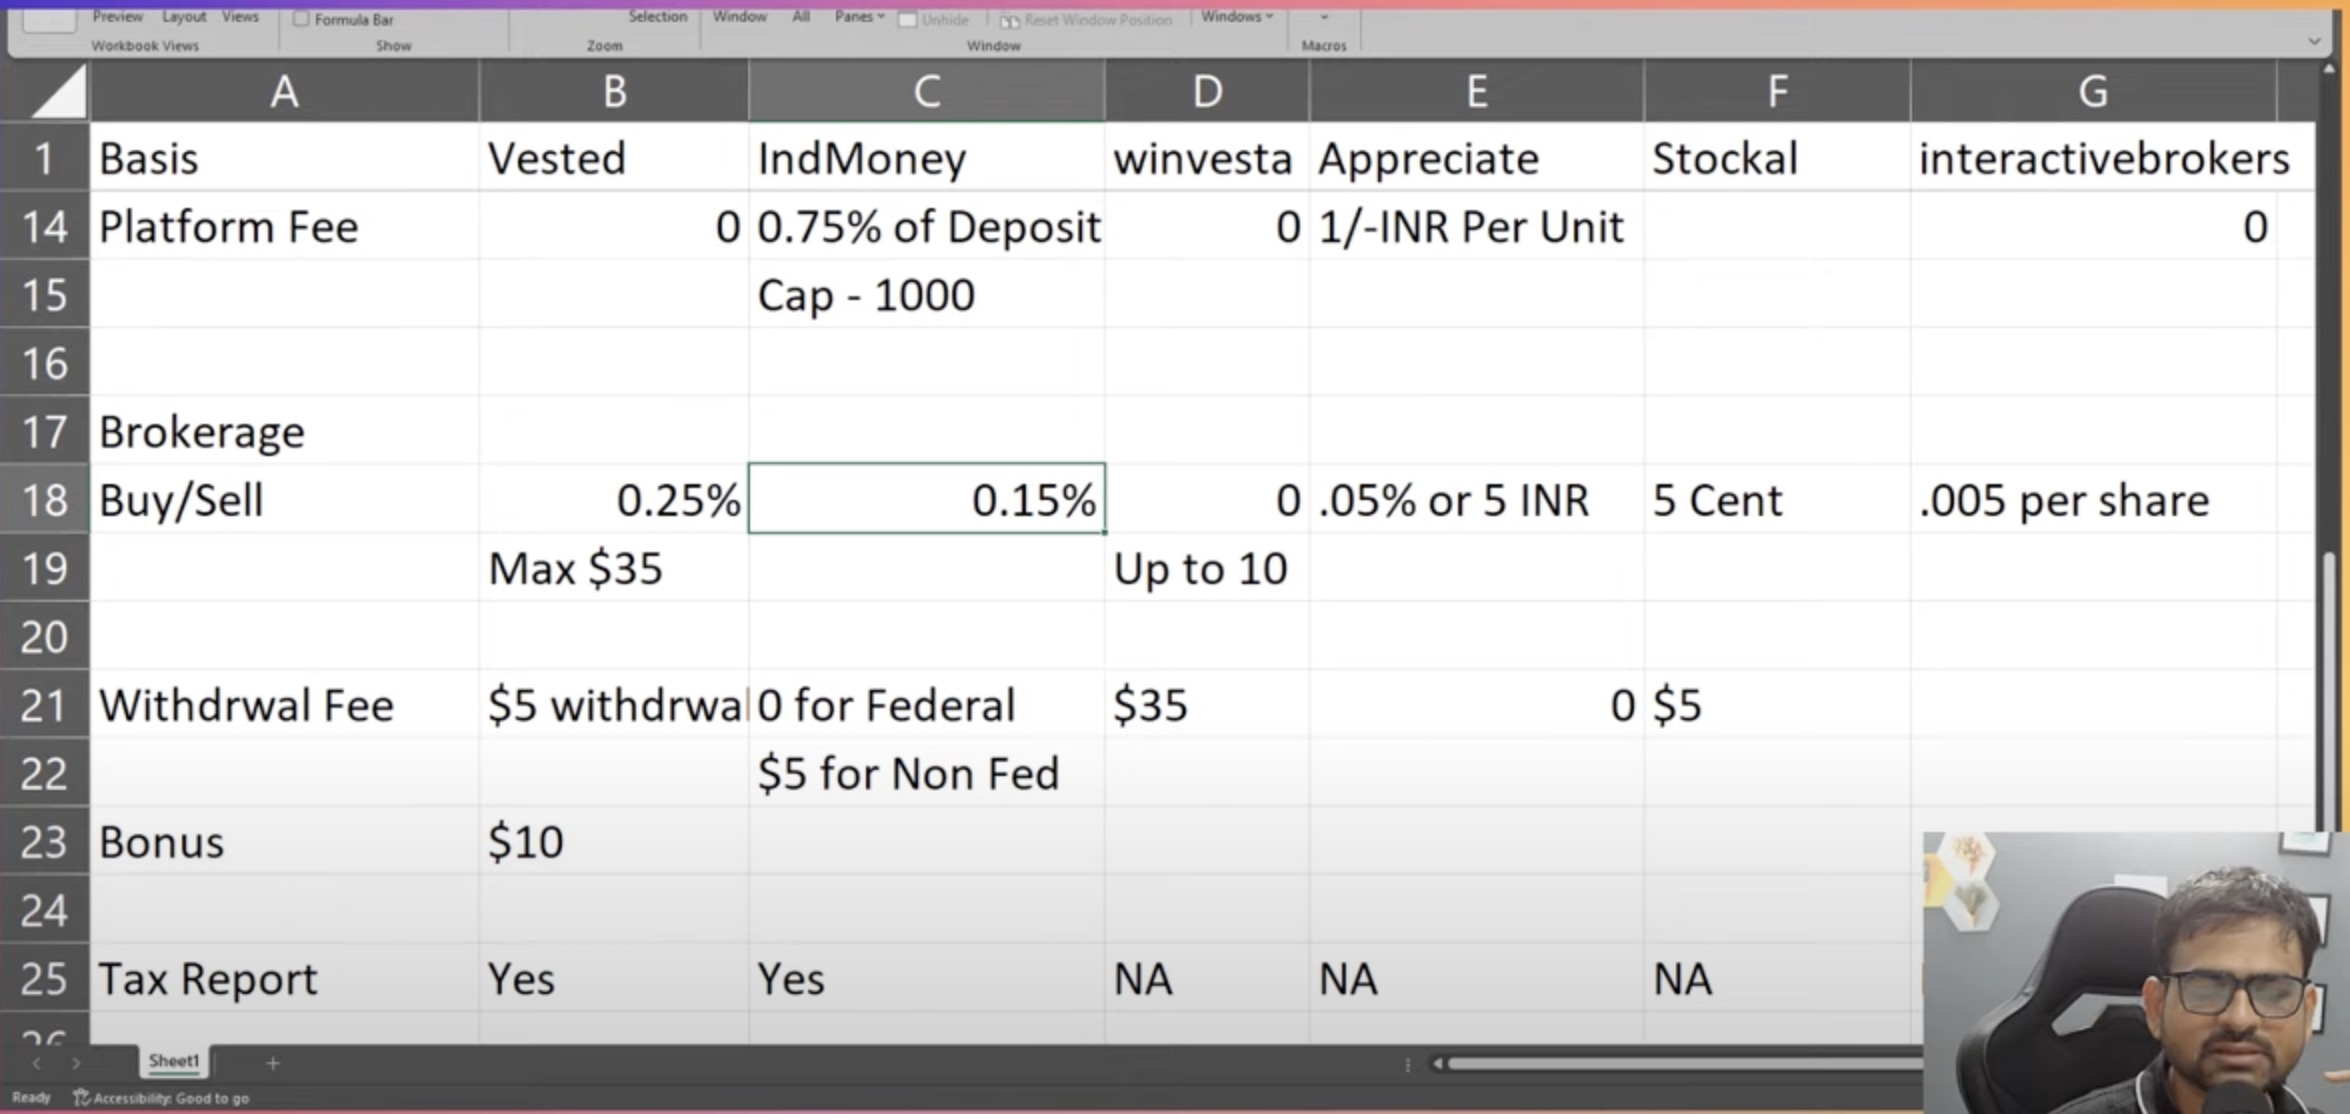 Preview Layout Views Formula Bar Selection Window All Panes Unhide Reset Window Position Windows
Workbook Views Show Zoom Window Macros
A B C D E F G
1 Basis Vested IndMoney winvesta Appreciate Stockal interactivebrokers
14 Platform Fee 0 0.75% of Deposit 0 1/-INR Per Unit 0
15 Cap - 1000
16
17 Brokerage
18 Buy/Sell 0.25% 0.15% 0 .05% or 5 INR 5 Cent .005 per share
19 Max $35 Up to 10
20
21 Withdrwal Fee $5 withdrwal 0 for Federal $35 0 $5
22 $5 for Non Fed
23 Bonus $10
24
25 Tax Report Yes Yes NA NA NA
26
Sheet1
Ready Accessibility: Good to go